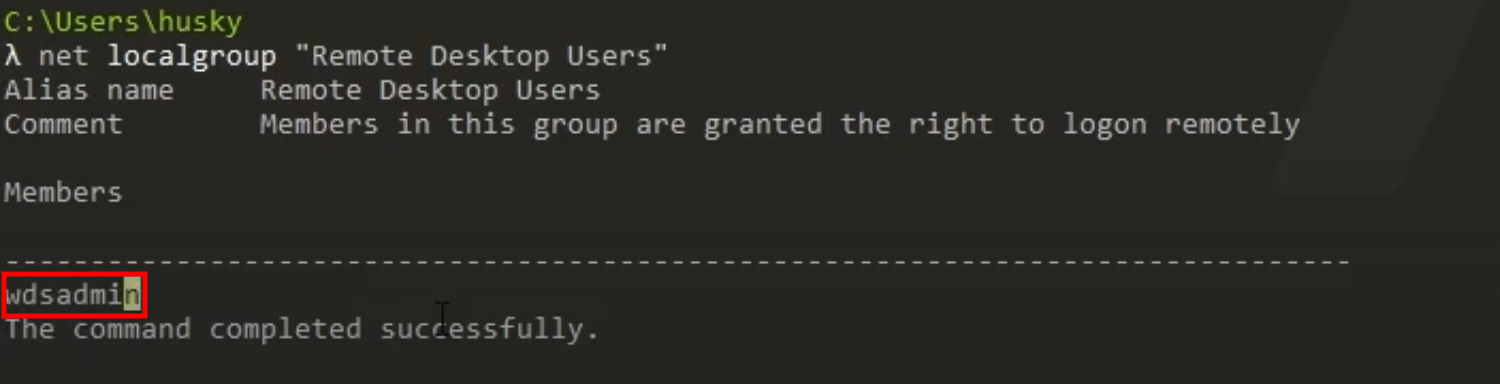 C:\Users\husky
λ net localgroup "Remote Desktop Users"
Alias name     Remote Desktop Users
Comment        Members in this group are granted the right to logon remotely
Members
-------------------------------------------------------------------------------
wdsadmin
The command completed successfully.